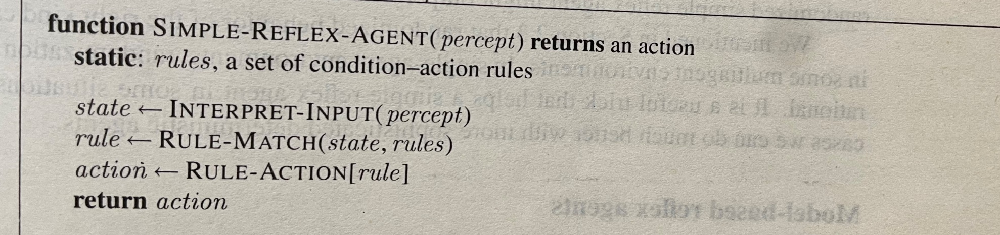 function SIMPLE-REFLEX-AGENT(percept) returns an action
static: rules, a set of condition–action rules
state ← INTERPRET-INPUT(percept)
rule ← RULE-MATCH(state, rules)
action ← RULE-ACTION[rule]
return action